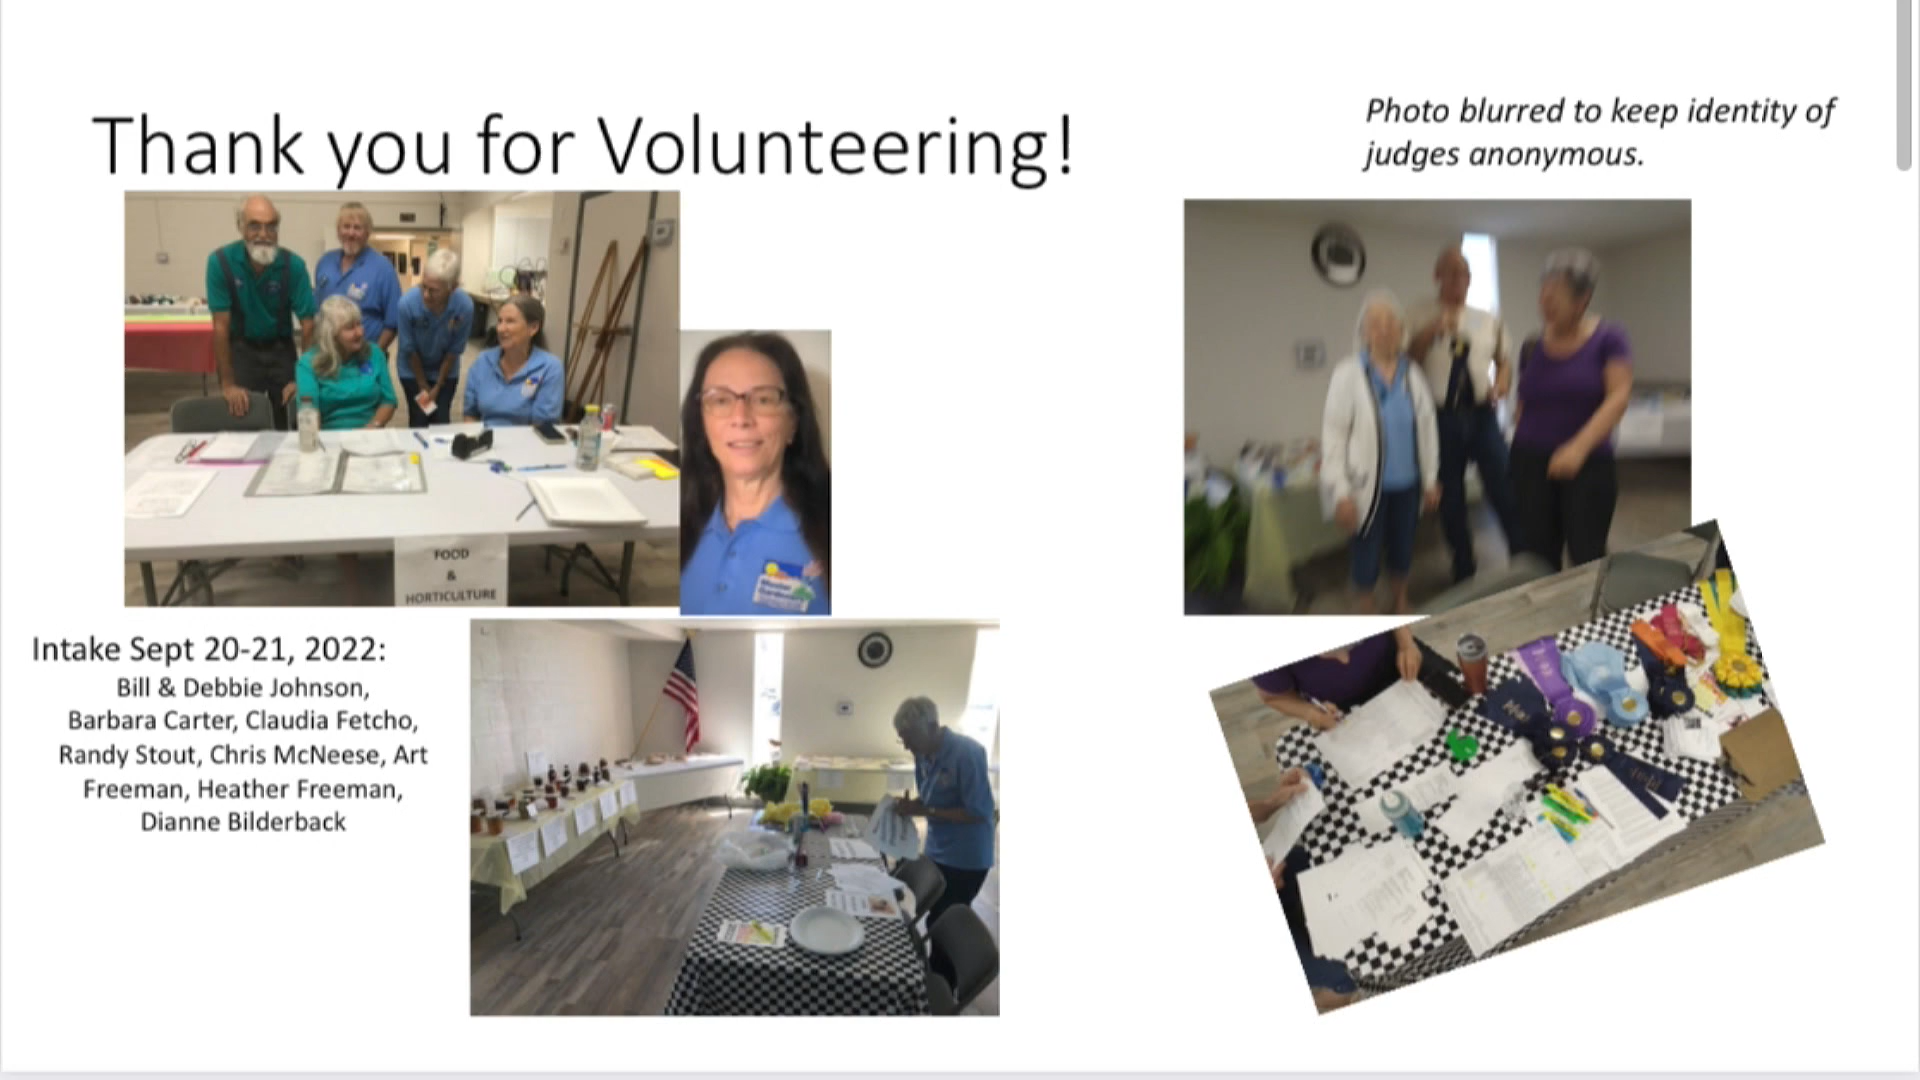 Thank you for Volunteering!
Photo blurred to keep identity of
judges anonymous.
FOOD
&
HORTICULTURE
Intake Sept 20-21, 2022:
Bill & Debbie Johnson,
Barbara Carter, Claudia Fetcho,
Randy Stout, Chris McNeese, Art
Freeman, Heather Freeman,
Dianne Bilderback